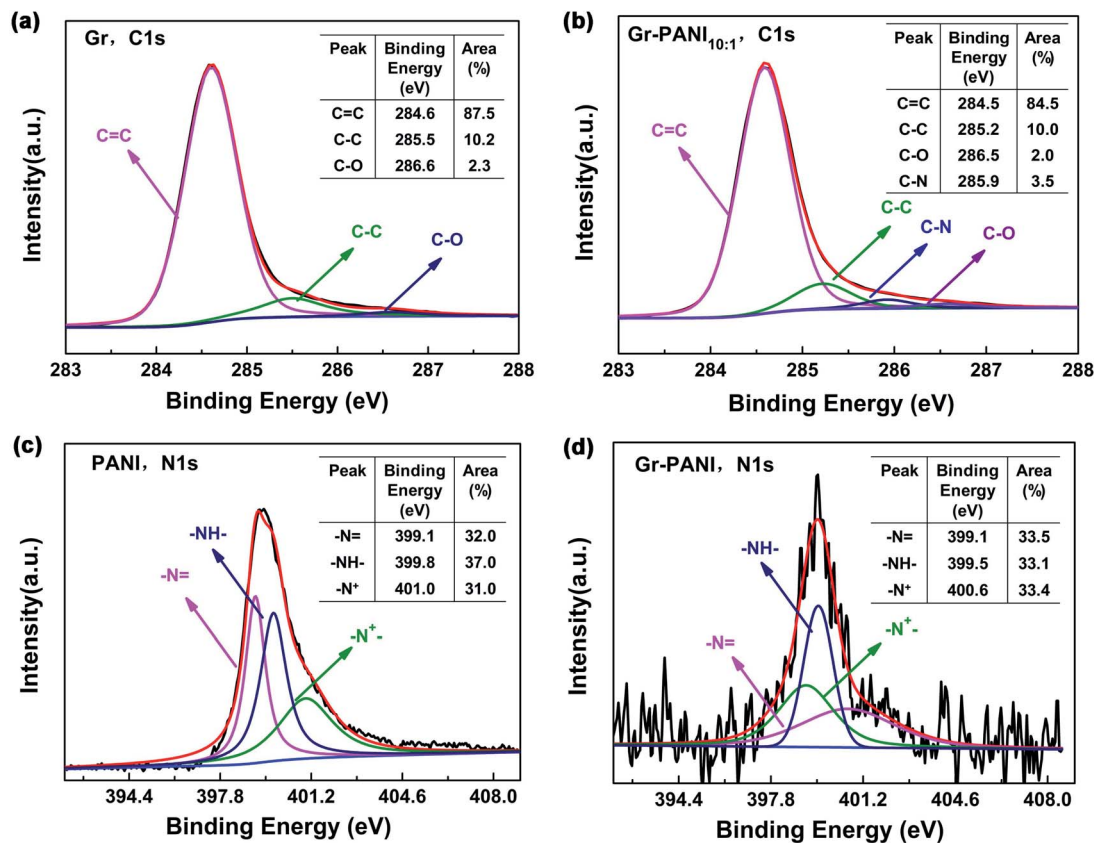 (a)
Gr, C1s
Peak Binding Energy (eV) Area (%)
C=C 284.6 87.5
C-C 285.5 10.2
C-O 286.6 2.3
C=C
C-C
C-O
Intensity(a.u.)
283 284 285 286 287 288
Binding Energy (eV)
(b)
Gr-PANI10:1, C1s
Peak Binding Energy (eV) Area (%)
C=C 284.5 84.5
C-C 285.2 10.0
C-O 286.5 2.0
C-N 285.9 3.5
C=C
C-C
C-N
C-O
Intensity(a.u.)
283 284 285 286 287 288
Binding Energy (eV)
(c)
PANI, N1s
Peak Binding Energy (eV) Area (%)
-N= 399.1 32.0
-NH- 399.8 37.0
-N+ 401.0 31.0
-NH-
-N=
-N+-
Intensity(a.u.)
394.4 397.8 401.2 404.6 408.0
Binding Energy (eV)
(d)
Gr-PANI, N1s
Peak Binding Energy (eV) Area (%)
-N= 399.1 33.5
-NH- 399.5 33.1
-N+ 400.6 33.4
-NH-
-N=
-N+-
Intensity(a.u.)
394.4 397.8 401.2 404.6 408.0
Binding Energy (eV)